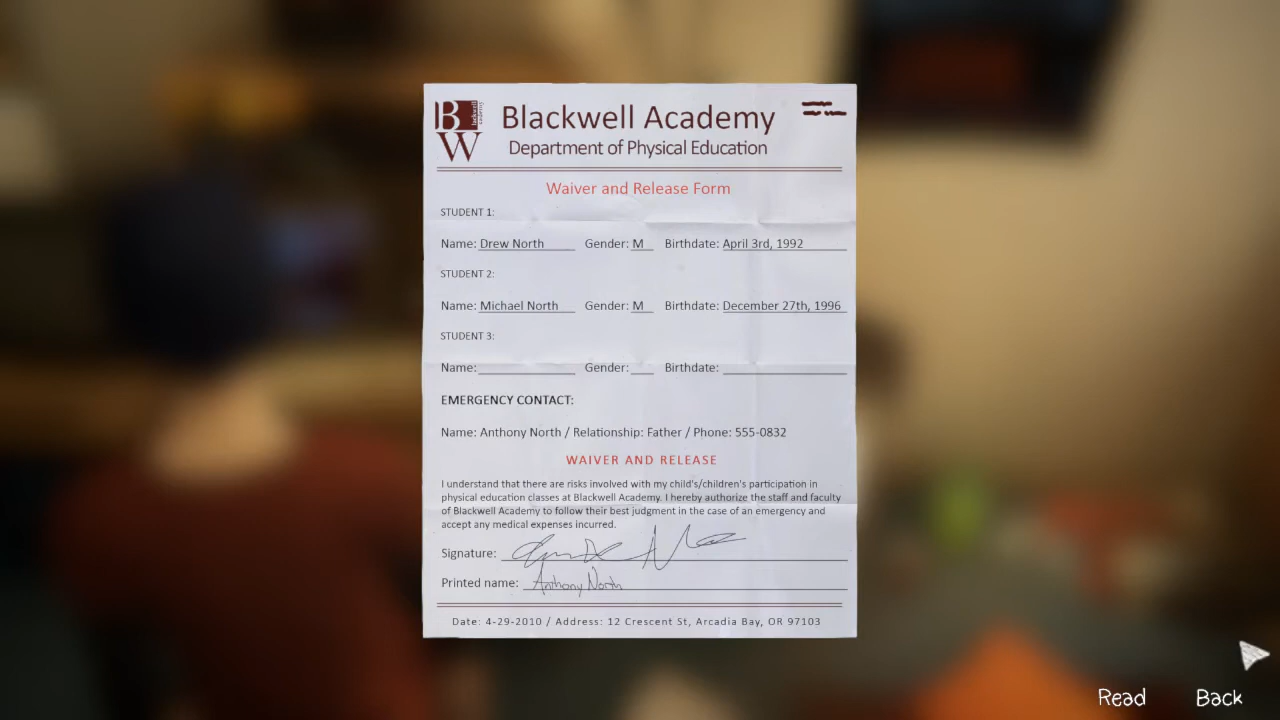 BW Blackwell Academy
Blackwell Academy
Department of Physical Education
Waiver and Release Form
STUDENT 1:
Name: Drew North Gender: M Birthdate: April 3rd, 1992
STUDENT 2:
Name: Michael North Gender: M Birthdate: December 27th, 1996
STUDENT 3:
Name: Gender: Birthdate:
EMERGENCY CONTACT:
Name: Anthony North / Relationship: Father / Phone: 555-0832
WAIVER AND RELEASE
I understand that there are risks involved with my child's/children's participation in
physical education classes at Blackwell Academy. I hereby authorize the staff and faculty
of Blackwell Academy to follow their best judgment in the case of an emergency and
accept any medical expenses incurred.
Signature:
Printed name: Anthony North
Date: 4-29-2010 / Address: 12 Crescent St, Arcadia Bay, OR 97103
Read Back